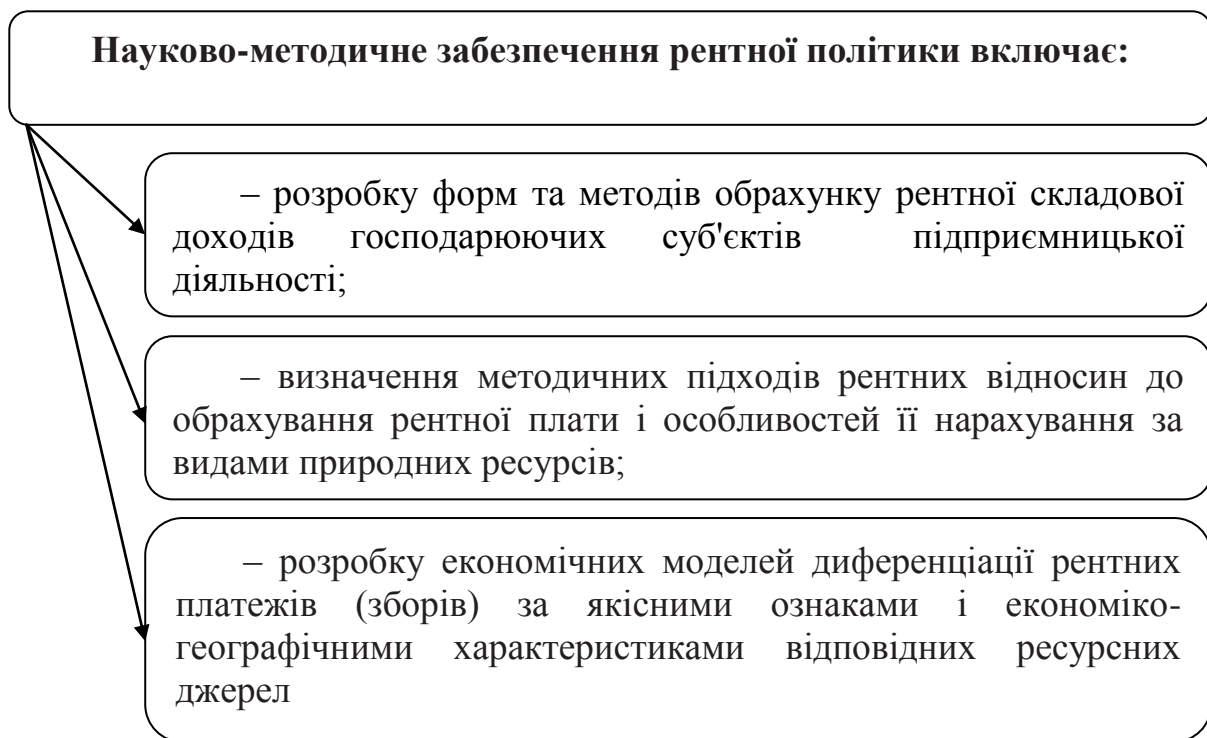 Науково-методичне забезпечення рентної політики включає:
– розробку форм та методів обрахунку рентної складової
доходів господарюючих суб'єктів підприємницької
діяльності;
– визначення методичних підходів рентних відносин до
обрахування рентної плати і особливостей її нарахування за
видами природних ресурсів;
– розробку економічних моделей диференціації рентних
платежів (зборів) за якісними ознаками і економіко-
географічними характеристиками відповідних ресурсних
джерел